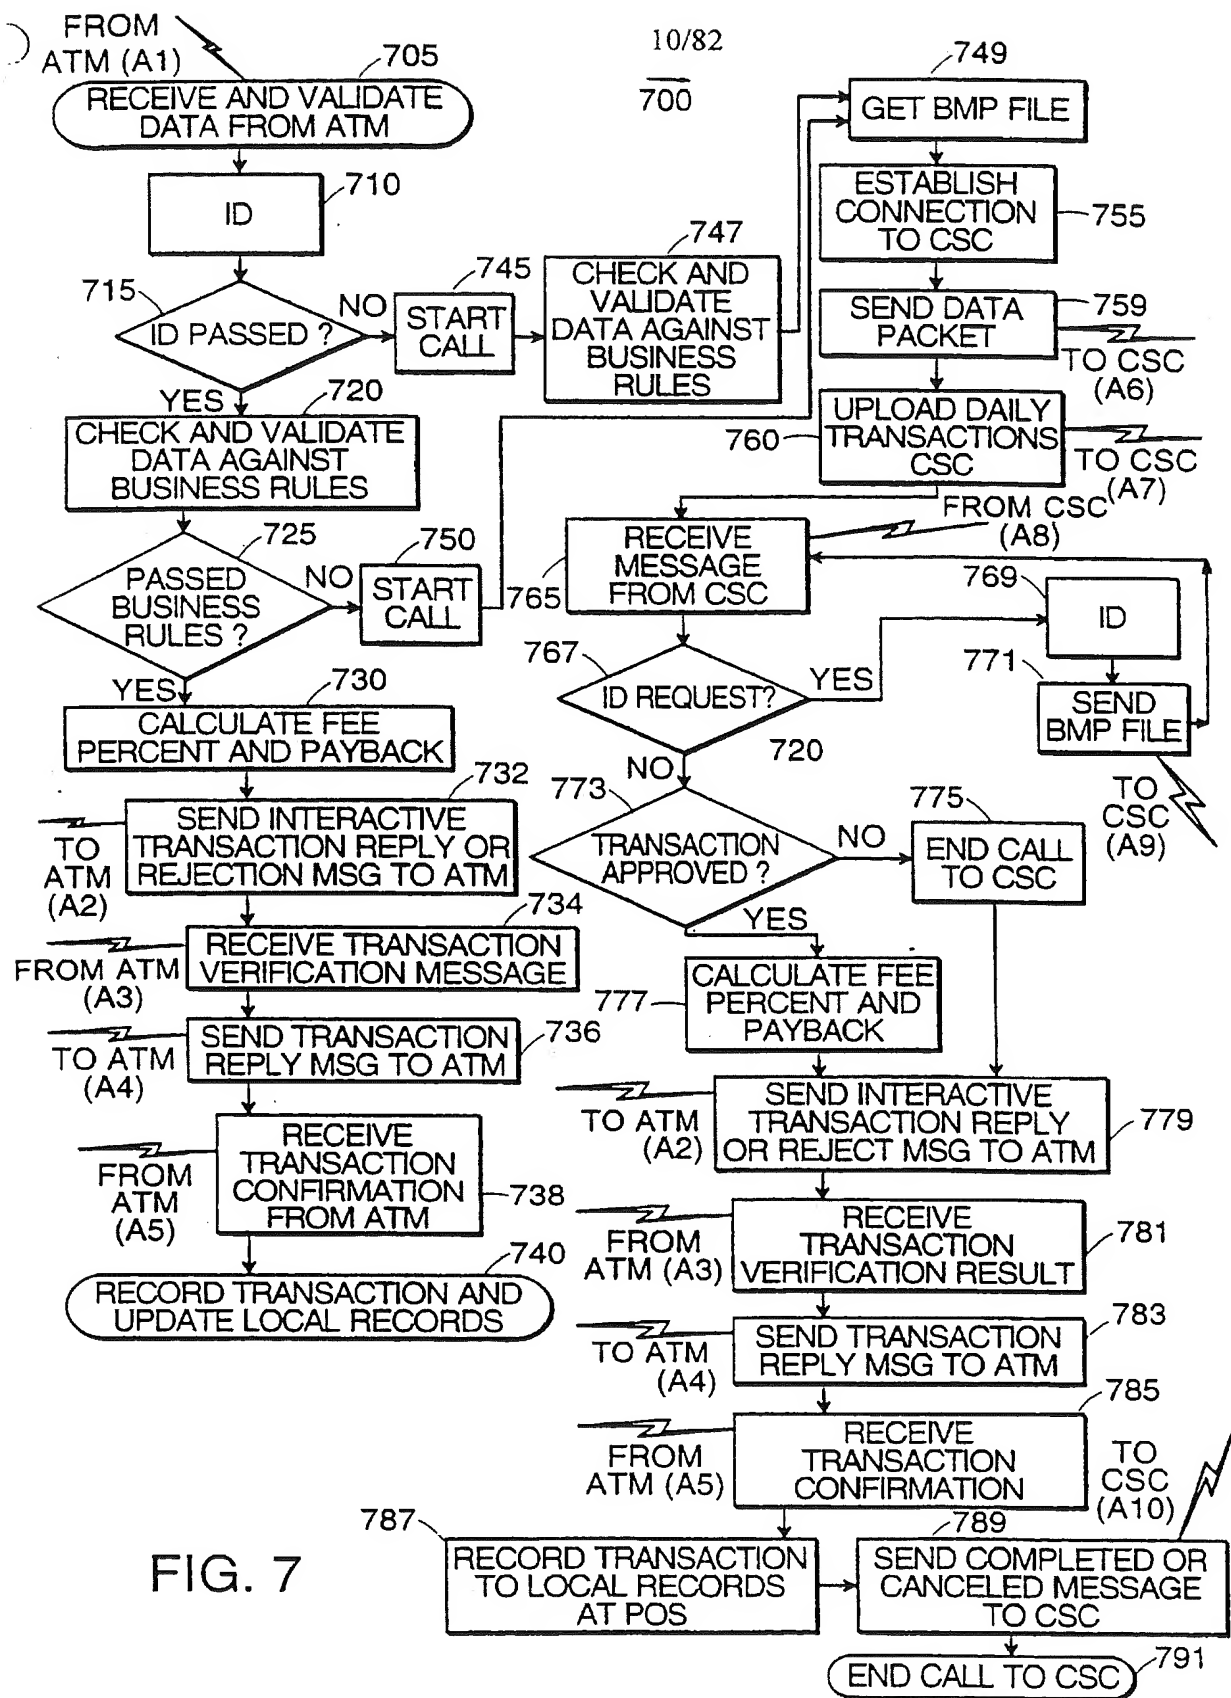 FROM
ATM (A1)
10/82
700
705
RECEIVE AND VALIDATE
DATA FROM ATM
710
ID
715
ID PASSED ?
NO
YES
745
START
CALL
747
CHECK AND
VALIDATE
DATA AGAINST
BUSINESS
RULES
720
CHECK AND VALIDATE
DATA AGAINST
BUSINESS RULES
725
PASSED
BUSINESS
RULES ?
NO
YES
750
START
CALL
730
CALCULATE FEE
PERCENT AND PAYBACK
732
SEND INTERACTIVE
TRANSACTION REPLY OR
REJECTION MSG TO ATM
TO
ATM
(A2)
734
RECEIVE TRANSACTION
VERIFICATION MESSAGE
FROM ATM
(A3)
736
SEND TRANSACTION
REPLY MSG TO ATM
TO ATM
(A4)
RECEIVE
TRANSACTION
CONFIRMATION
FROM ATM
738
FROM
ATM
(A5)
740
RECORD TRANSACTION AND
UPDATE LOCAL RECORDS
749
GET BMP FILE
ESTABLISH
CONNECTION
TO CSC
755
759
SEND DATA
PACKET
TO CSC
(A6)
760
UPLOAD DAILY
TRANSACTIONS
CSC
TO CSC
(A7)
FROM CSC
(A8)
765
RECEIVE
MESSAGE
FROM CSC
767
ID REQUEST?
YES
NO
720
769
ID
771
SEND
BMP FILE
TO
CSC
(A9)
773
TRANSACTION
APPROVED ?
NO
YES
775
END CALL
TO CSC
777
CALCULATE FEE
PERCENT AND
PAYBACK
TO ATM
(A2)
SEND INTERACTIVE
TRANSACTION REPLY
OR REJECT MSG TO ATM
779
FROM
ATM (A3)
RECEIVE
TRANSACTION
VERIFICATION RESULT
781
TO ATM
(A4)
SEND TRANSACTION
REPLY MSG TO ATM
783
785
FROM
ATM (A5)
RECEIVE
TRANSACTION
CONFIRMATION
TO
CSC
(A10)
787
RECORD TRANSACTION
TO LOCAL RECORDS
AT POS
789
SEND COMPLETED OR
CANCELED MESSAGE
TO CSC
END CALL TO CSC
791
FIG. 7